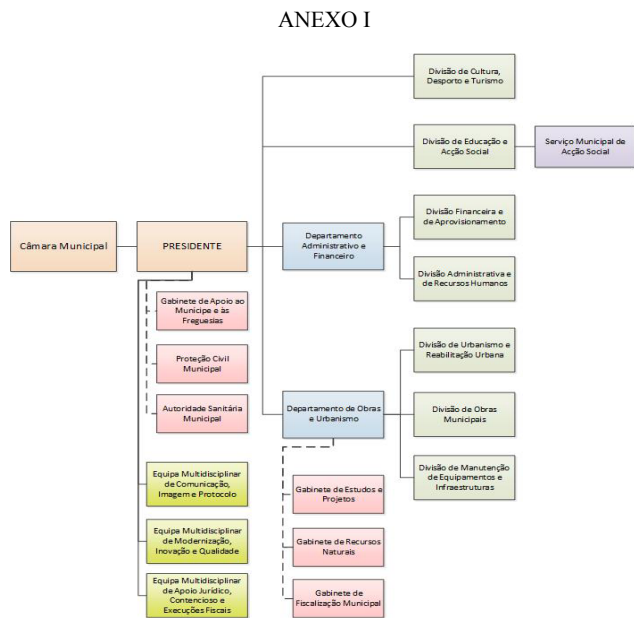 ANEXO I
Divisão de Cultura,
Desporto e Turismo
Divisão de Educação e
Acção Social
Serviço Municipal de
Acção Social
Câmara Municipal
PRESIDENTE
Departamento
Administrativo e
Financeiro
Divisão Financeira e
de Aprovisionamento
Divisão Administrativa e
de Recursos Humanos
Gabinete de Apoio ao
Municipe e às
Freguesias
Proteção Civil
Municipal
Autoridade Sanitária
Municipal
Departamento de Obras
e Urbanismo
Divisão de Urbanismo e
Reabilitação Urbana
Divisão de Obras
Municipais
Divisão de Manutenção
de Equipamentos e
Infraestruturas
Equipa Multidisciplinar
de Comunicação,
Imagem e Protocolo
Equipa Multidisciplinar
de Modernização,
Inovação e Qualidade
Equipa Multidisciplinar
de Apoio Jurídico,
Contencioso e
Execuções Fiscais
Gabinete de Estudos e
Projetos
Gabinete de Recursos
Naturais
Gabinete de
Fiscalização Municipal